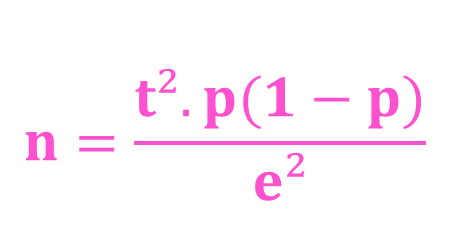 n = t². p(1 − p) / e²